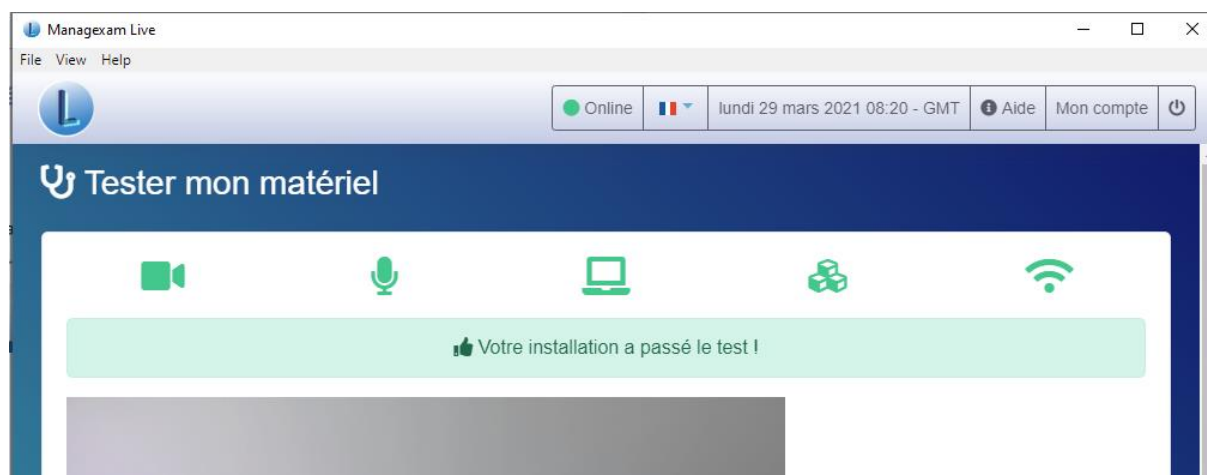 Managexam Live
File View Help
L
Online
lundi 29 mars 2021 08:20 - GMT
Aide
Mon compte
Tester mon matériel
Votre installation a passé le test !